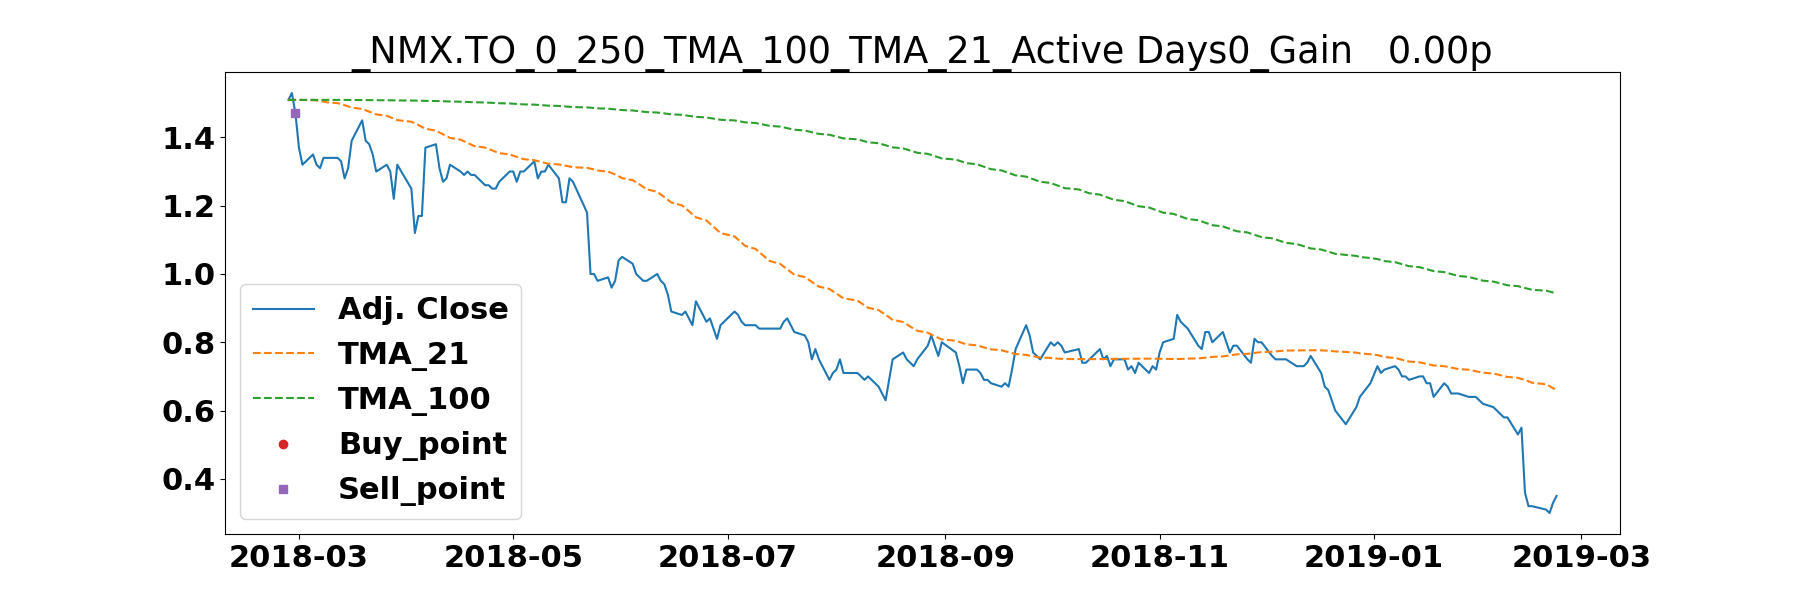 _NMX.TO_0_250_TMA_100_TMA_21_Active Days0_Gain   0.00p
1.4
1.2
1.0
0.8
0.6
0.4
Adj. Close
TMA_21
TMA_100
Buy_point
Sell_point
2018-03 2018-05 2018-07 2018-09 2018-11 2019-01 2019-03